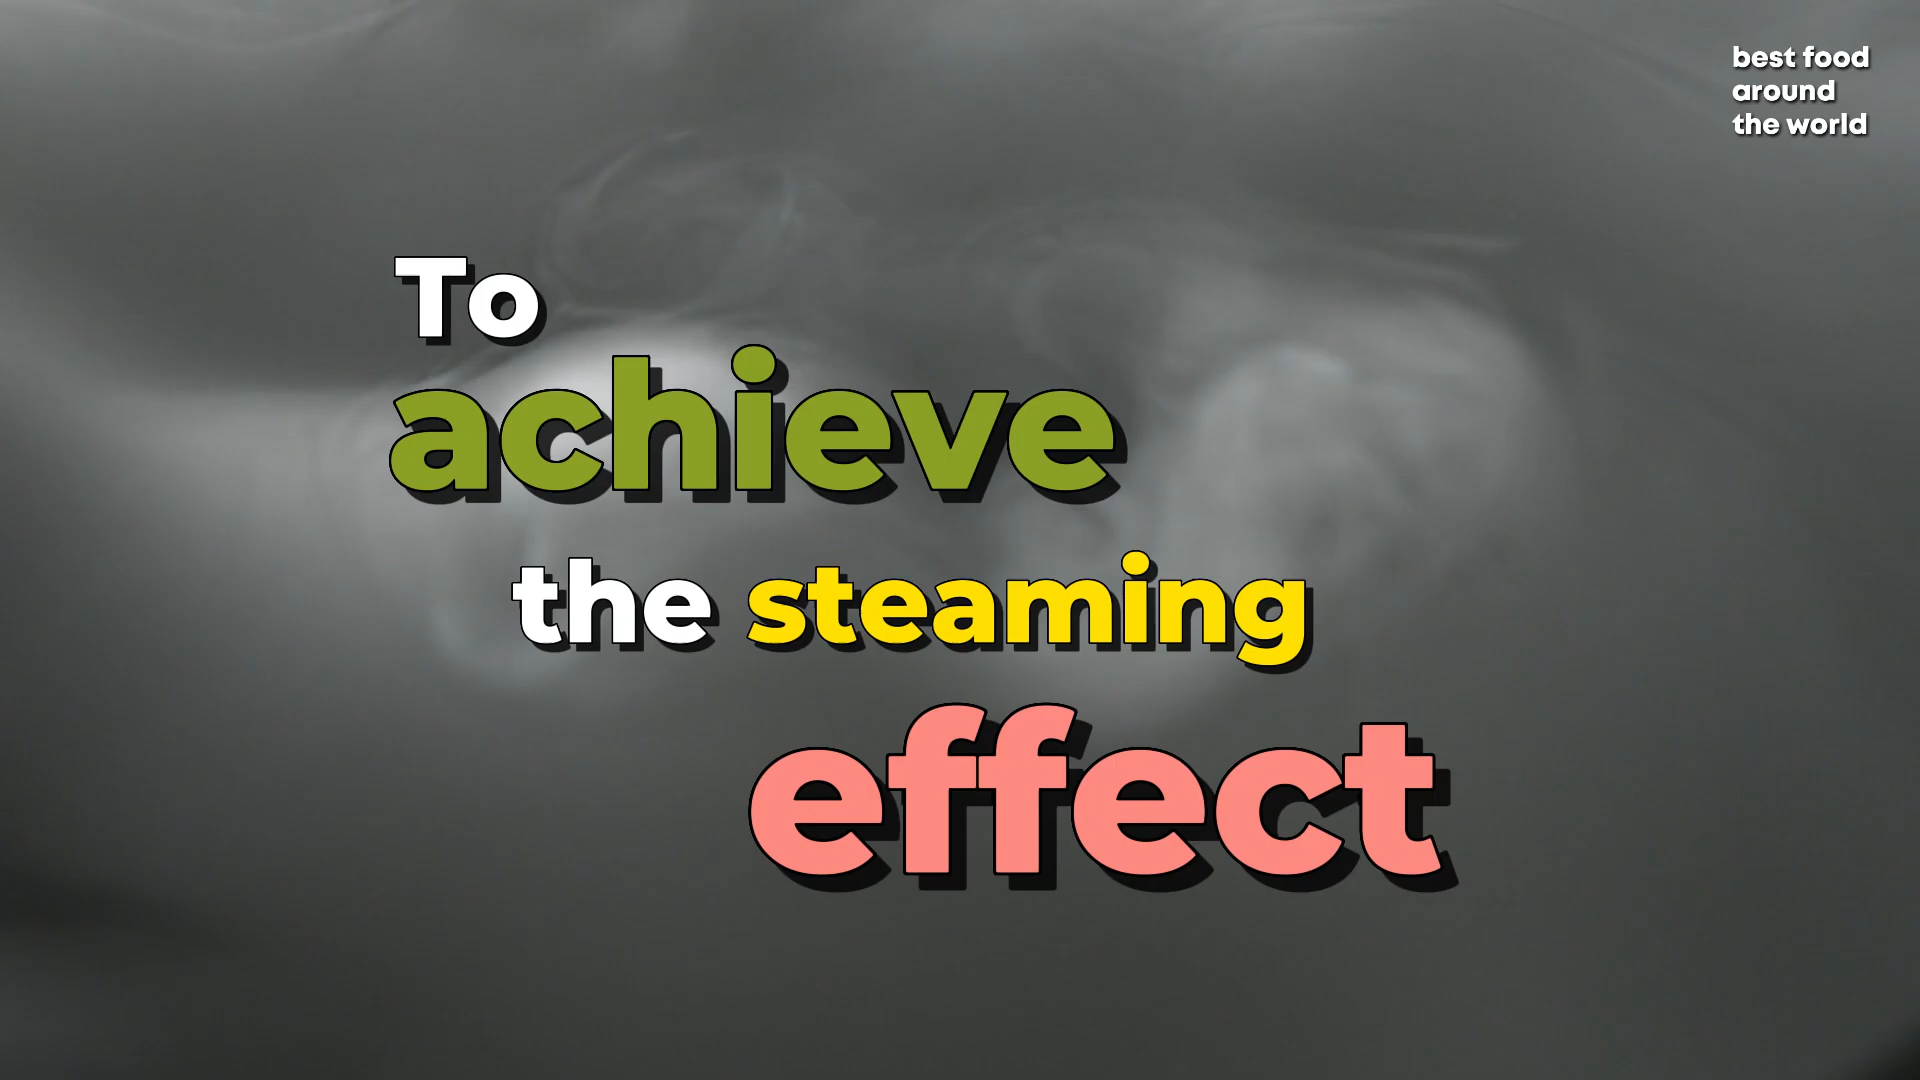 best food
around
the world
To
achieve
the steaming
effect